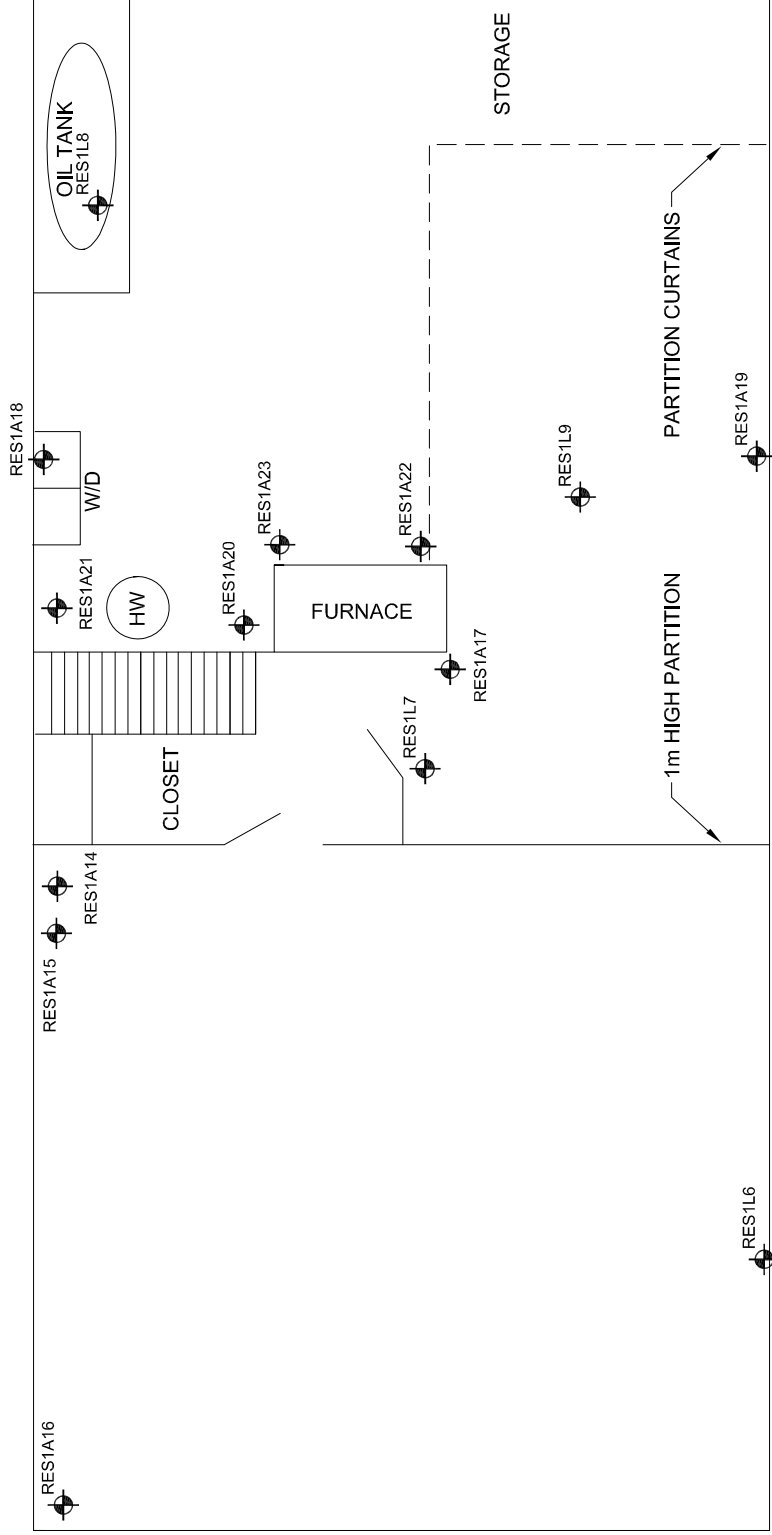 OIL TANK
RES1L8
STORAGE
RES1A18
W/D
RES1A21
HW
RES1A20
RES1A23
FURNACE
RES1A22
RES1A17
RES1L7
CLOSET
RES1A14
RES1A15
RES1A16
RES1L9
PARTITION CURTAINS
RES1A19
1m HIGH PARTITION
RES1L6